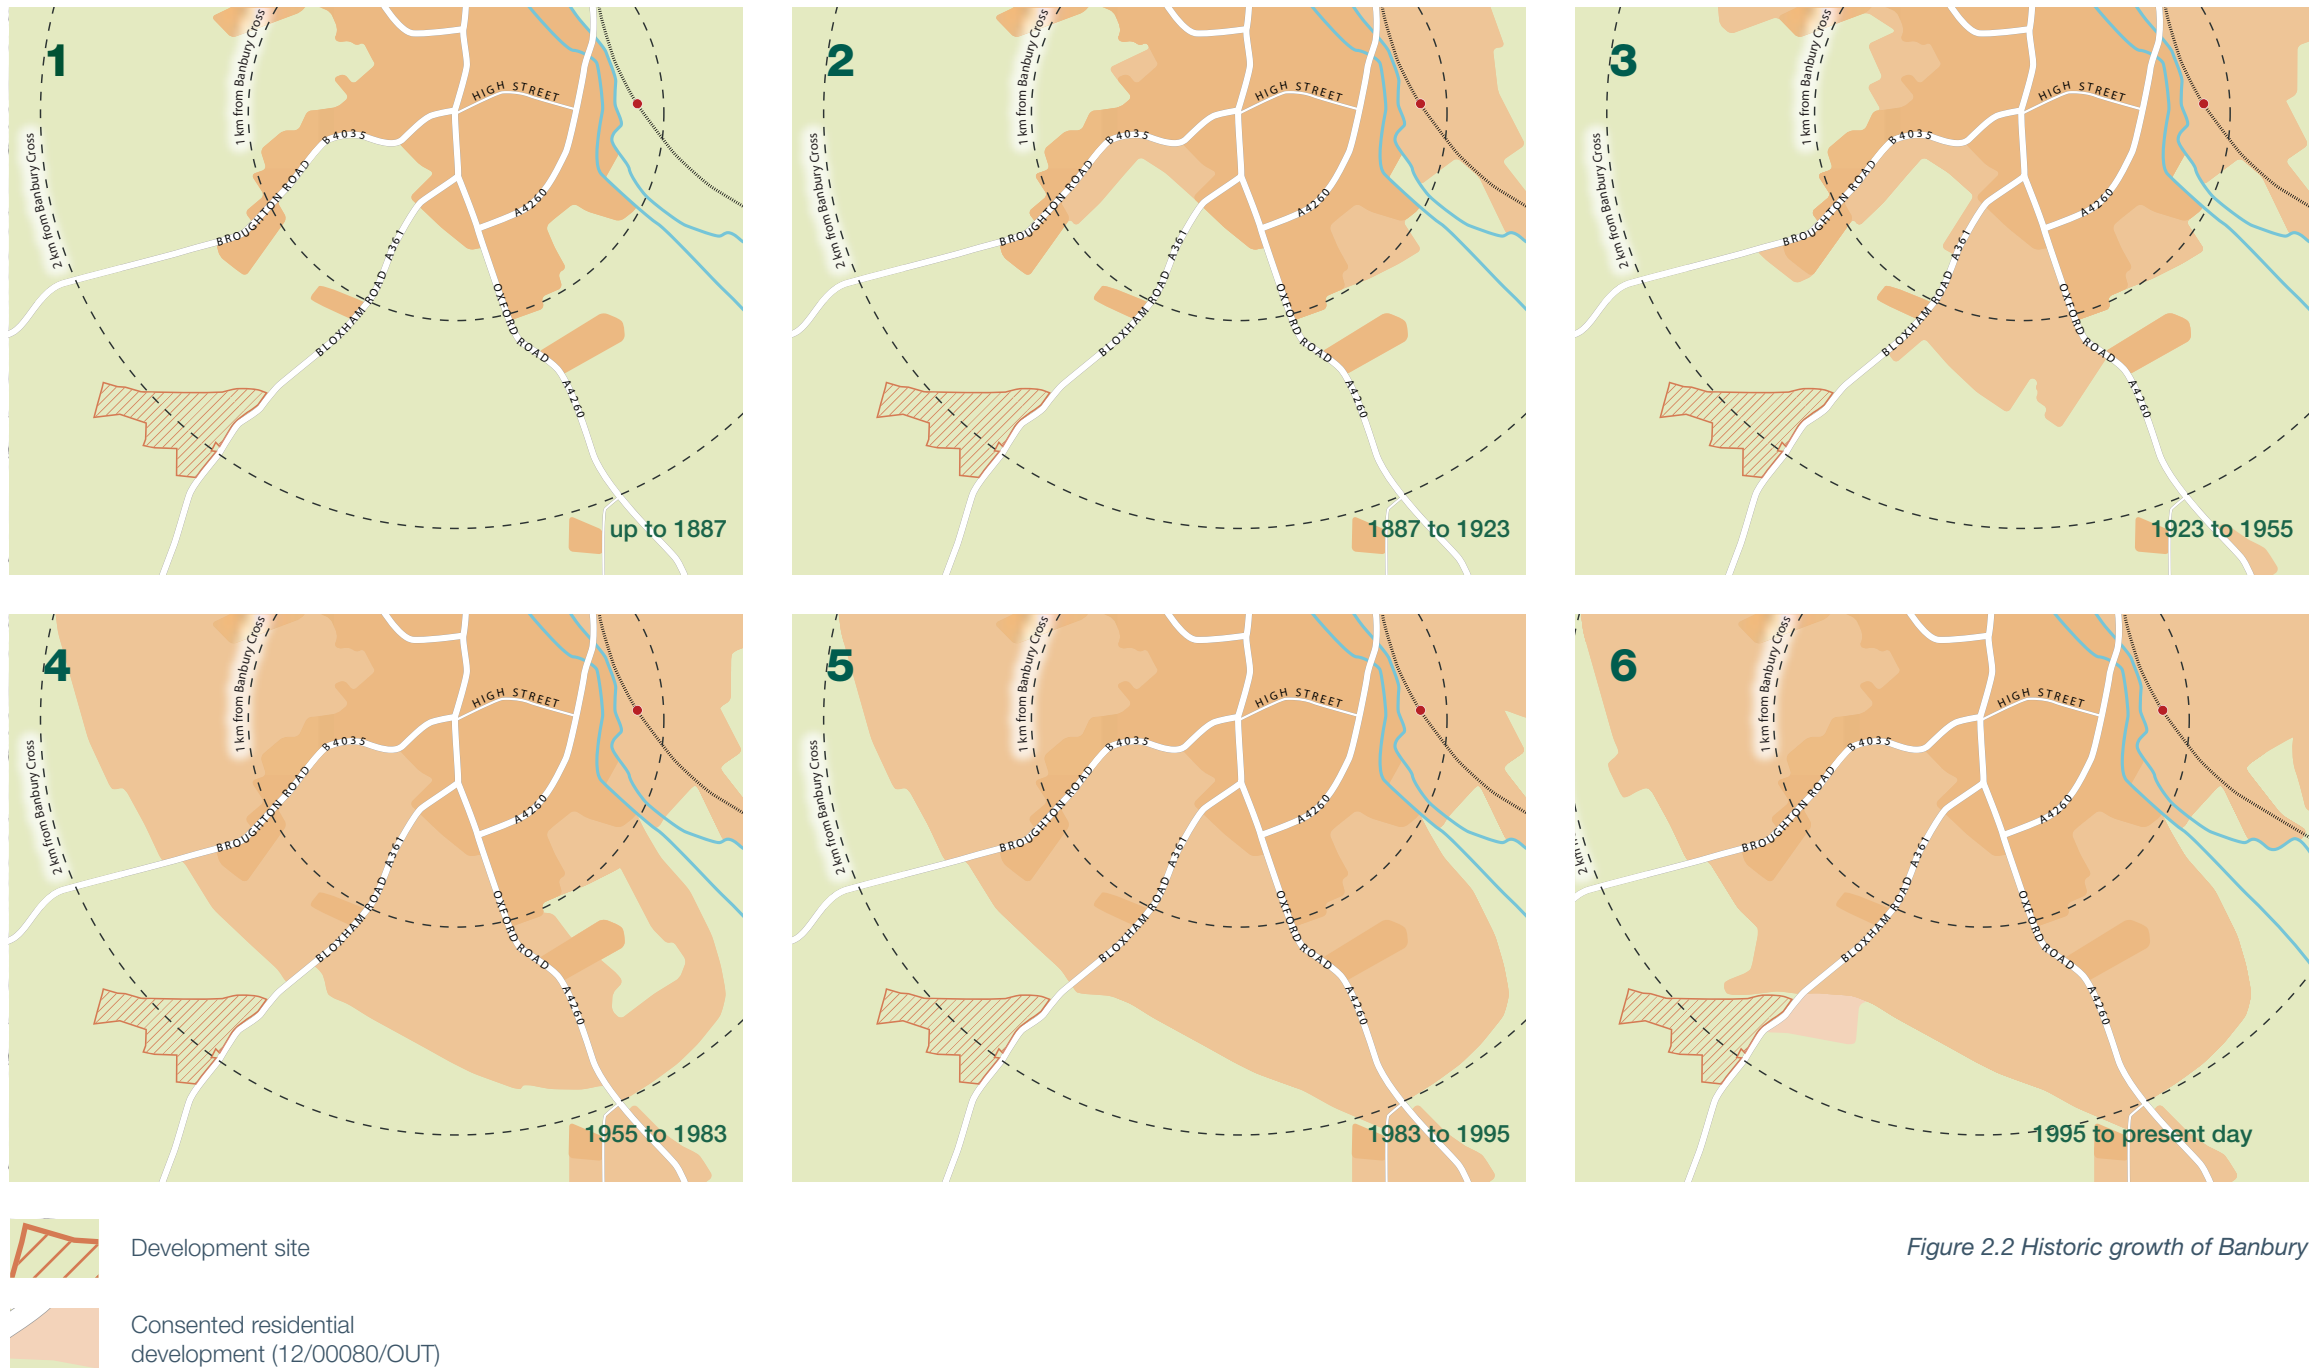 1
1 km from Banbury Cross
2 km from Banbury Cross
HIGH STREET
B 4035
BROUGHTON ROAD
A4260
BLOXHAM ROAD A361
OXFORD ROAD
A4260
up to 1887
2
1 km from Banbury Cross
2 km from Banbury Cross
HIGH STREET
B 4035
BROUGHTON ROAD
A4260
BLOXHAM ROAD A361
OXFORD ROAD
A4260
1887 to 1923
3
1 km from Banbury Cross
2 km from Banbury Cross
HIGH STREET
B 4035
BROUGHTON ROAD
A4260
BLOXHAM ROAD A361
OXFORD ROAD
A4260
1923 to 1955
4
1 km from Banbury Cross
2 km from Banbury Cross
HIGH STREET
B 4035
BROUGHTON ROAD
A4260
BLOXHAM ROAD A361
OXFORD ROAD
A4260
1955 to 1983
5
1 km from Banbury Cross
2 km from Banbury Cross
HIGH STREET
B 4035
BROUGHTON ROAD
A4260
BLOXHAM ROAD A361
OXFORD ROAD
A4260
1983 to 1995
6
1 km from Banbury Cross
2 km
HIGH STREET
B 4035
BROUGHTON ROAD
A4260
BLOXHAM ROAD A361
OXFORD ROAD
A4260
1995 to present day
Development site
Figure 2.2 Historic growth of Banbury
Consented residential
development (12/00080/OUT)